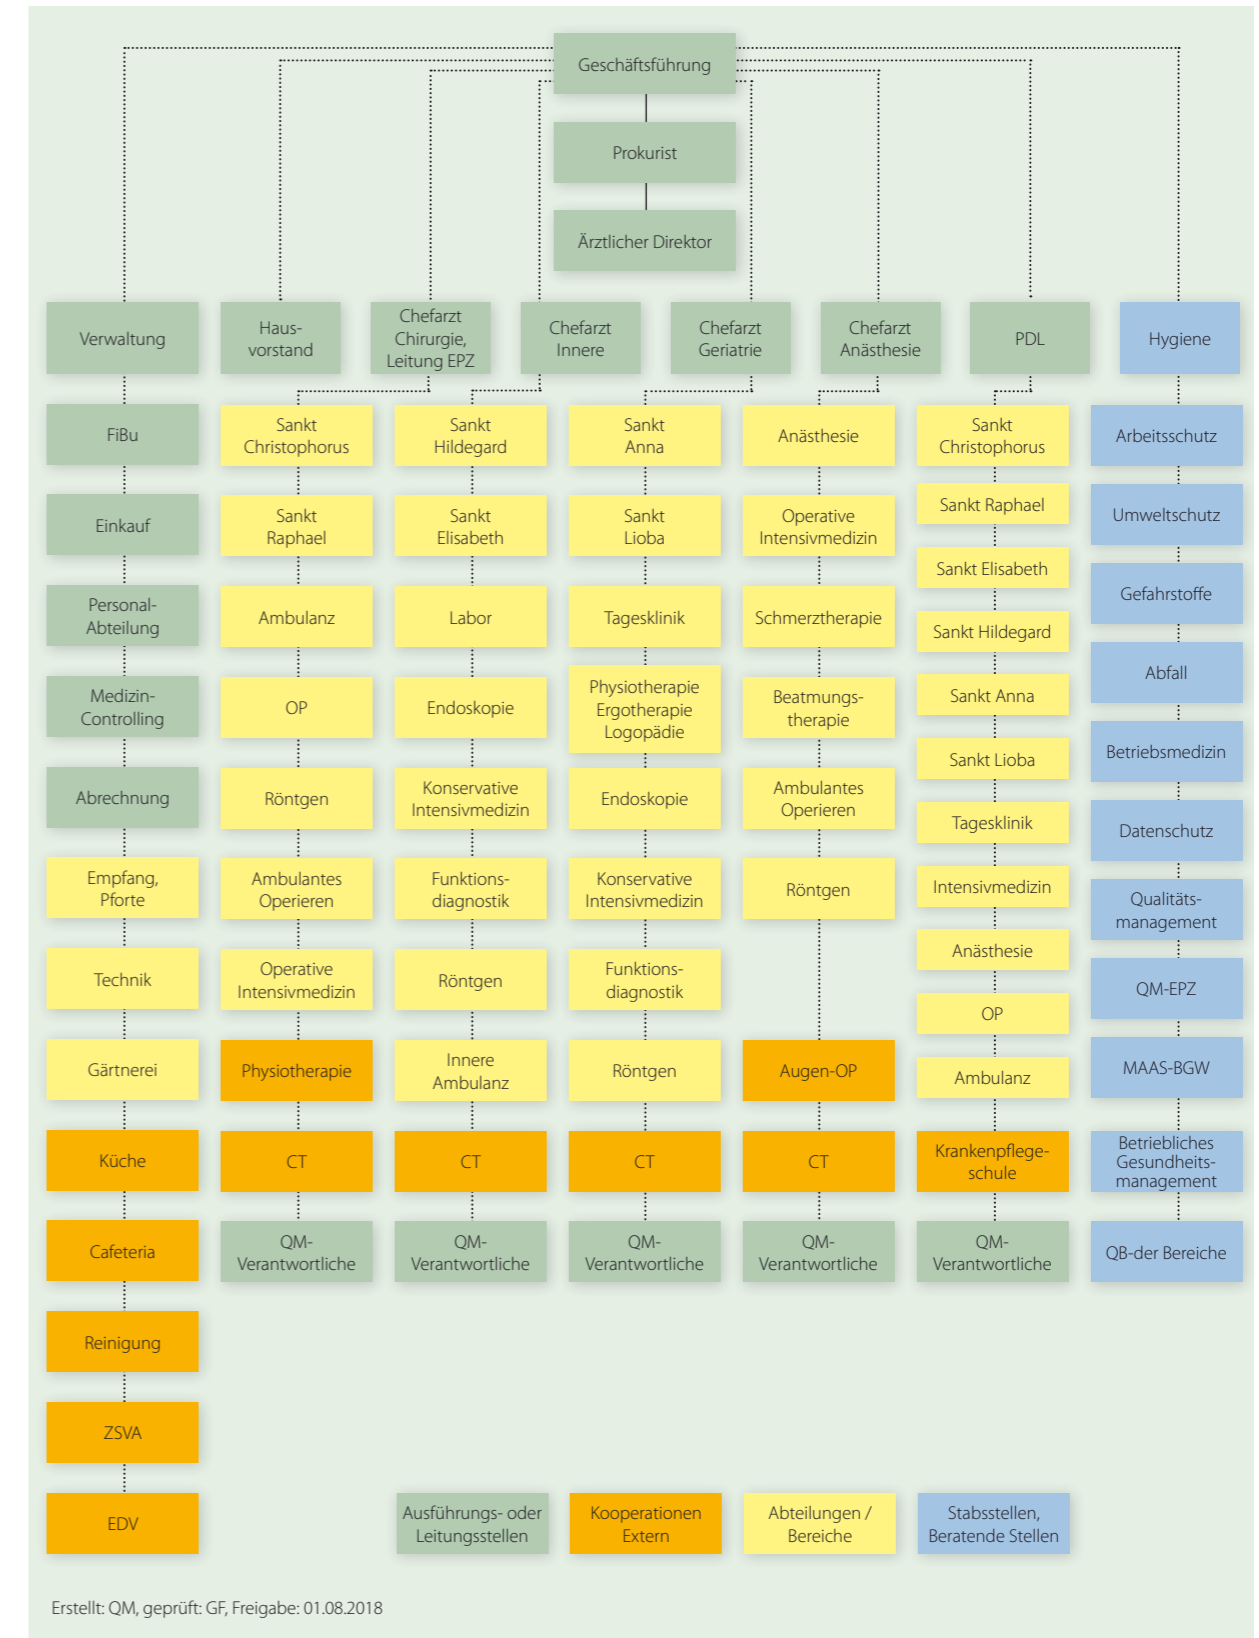 Geschäftsführung
Prokurist
Ärztlicher Direktor
Verwaltung
Haus-
vorstand
Chefarzt
Chirurgie,
Leitung EPZ
Chefarzt
Innere
Chefarzt
Geriatrie
Chefarzt
Anästhesie
PDL
Hygiene
FiBu
Einkauf
Personal-
Abteilung
Medizin-
Controlling
Abrechnung
Empfang,
Pforte
Technik
Gärtnerei
Küche
Cafeteria
Reinigung
ZSVA
EDV
Sankt
Christophorus
Sankt
Raphael
Ambulanz
OP
Röntgen
Ambulantes
Operieren
Operative
Intensivmedizin
Physiotherapie
CT
QM-
Verantwortliche
Sankt
Hildegard
Sankt
Elisabeth
Labor
Endoskopie
Konservative
Intensivmedizin
Funktions-
diagnostik
Röntgen
Innere
Ambulanz
CT
QM-
Verantwortliche
Sankt
Anna
Sankt
Lioba
Tagesklinik
Physiotherapie
Ergotherapie
Logopädie
Endoskopie
Konservative
Intensivmedizin
Funktions-
diagnostik
Röntgen
CT
QM-
Verantwortliche
Anästhesie
Operative
Intensivmedizin
Schmerztherapie
Beatmungs-
therapie
Ambulantes
Operieren
Röntgen
Augen-OP
CT
QM-
Verantwortliche
Sankt
Christophorus
Sankt Raphael
Sankt Elisabeth
Sankt Hildegard
Sankt Anna
Sankt Lioba
Tagesklinik
Intensivmedizin
Anästhesie
OP
Ambulanz
Krankenpflege-
schule
QM-
Verantwortliche
Arbeitsschutz
Umweltschutz
Gefahrstoffe
Abfall
Betriebsmedizin
Datenschutz
Qualitäts-
management
QM-EPZ
MAAS-BGW
Betriebliches
Gesundheits-
management
QB-der Bereiche
Ausführungs- oder
Leitungsstellen
Kooperationen
Extern
Abteilungen /
Bereiche
Stabsstellen,
Beratende Stellen
Erstellt: QM, geprüft: GF, Freigabe: 01.08.2018